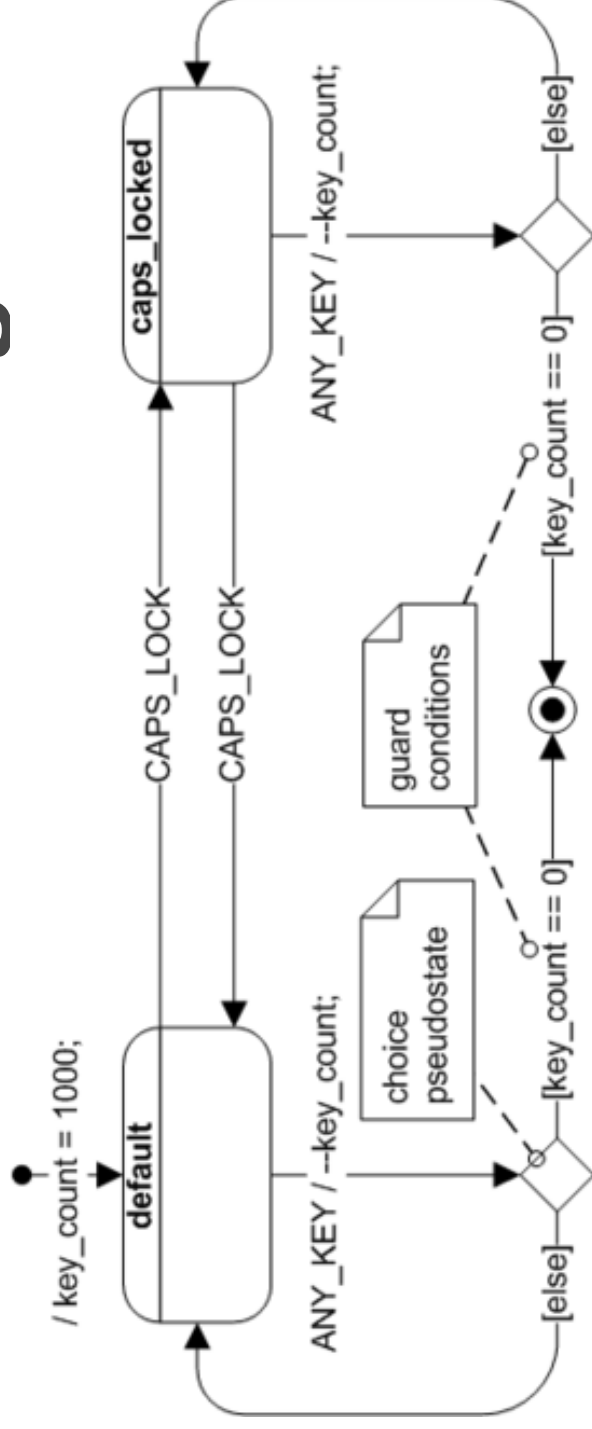 / key_count = 1000;
default
caps_locked
CAPS_LOCK
CAPS_LOCK
ANY_KEY / --key_count;
ANY_KEY / --key_count;
choice
pseudostate
guard
conditions
[else]
[key_count == 0]
[key_count == 0]
[else]